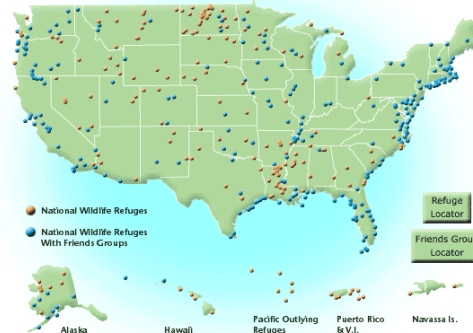 National Wildlife Refuges
National Wildlife Refuges
With Friends Groups
Refuge
Locator
Friends Grou
Locator
Alaska
Hawaii
Pacific Outlying
Refuges
Puerto Rico
& V.I.
Navassa Is.